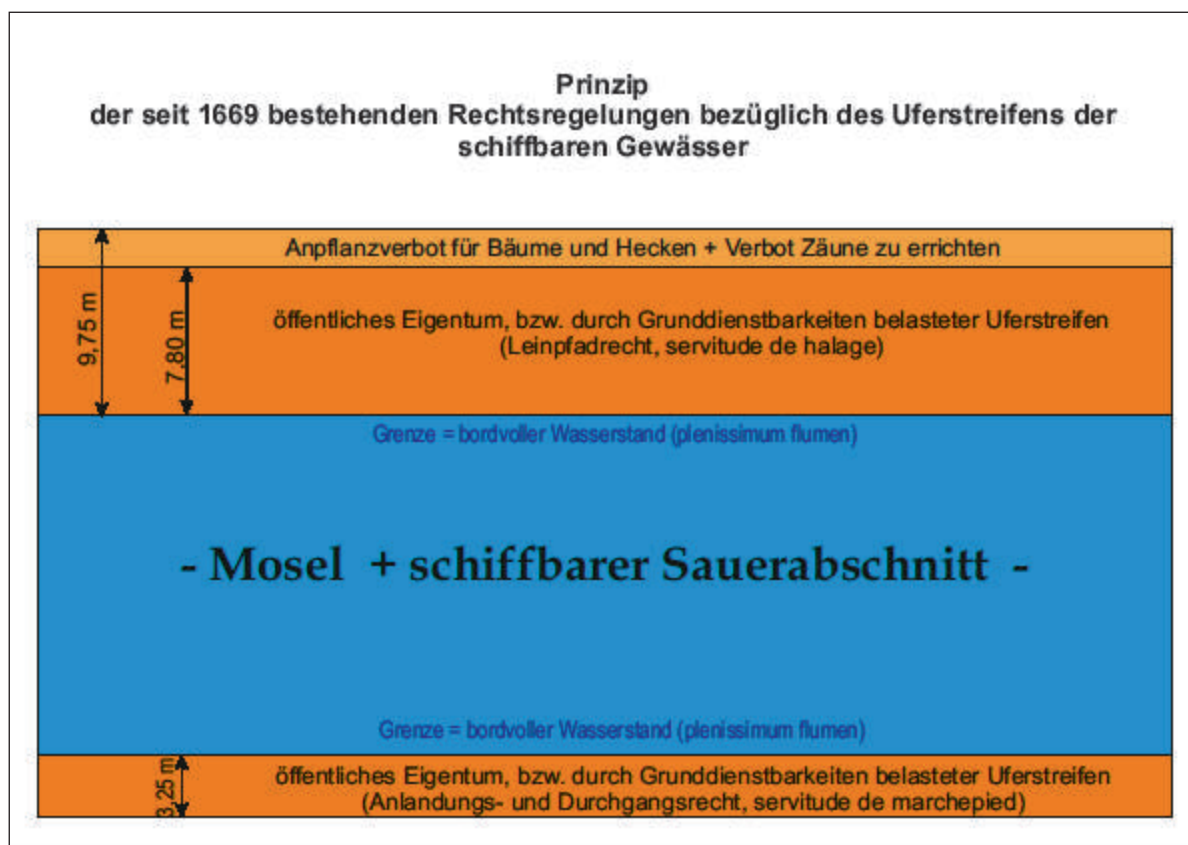 Prinzip
der seit 1669 bestehenden Rechtsregelungen bezüglich des Uferstreifens der
schiffbaren Gewässer
Anpflanzverbot für Bäume und Hecken + Verbot Zäune zu errichten
9,75 m
7,80 m
öffentliches Eigentum, bzw. durch Grunddienstbarkeiten belasteter Uferstreifen
(Leinpfadrecht, servitude de halage)
Grenze = bordvoller Wasserstand (plenissimum flumen)
- Mosel + schiffbarer Sauerabschnitt -
Grenze = bordvoller Wasserstand (plenissimum flumen)
3,25 m
öffentliches Eigentum, bzw. durch Grunddienstbarkeiten belasteter Uferstreifen
(Anlandungs- und Durchgangsrecht, servitude de marchepied)